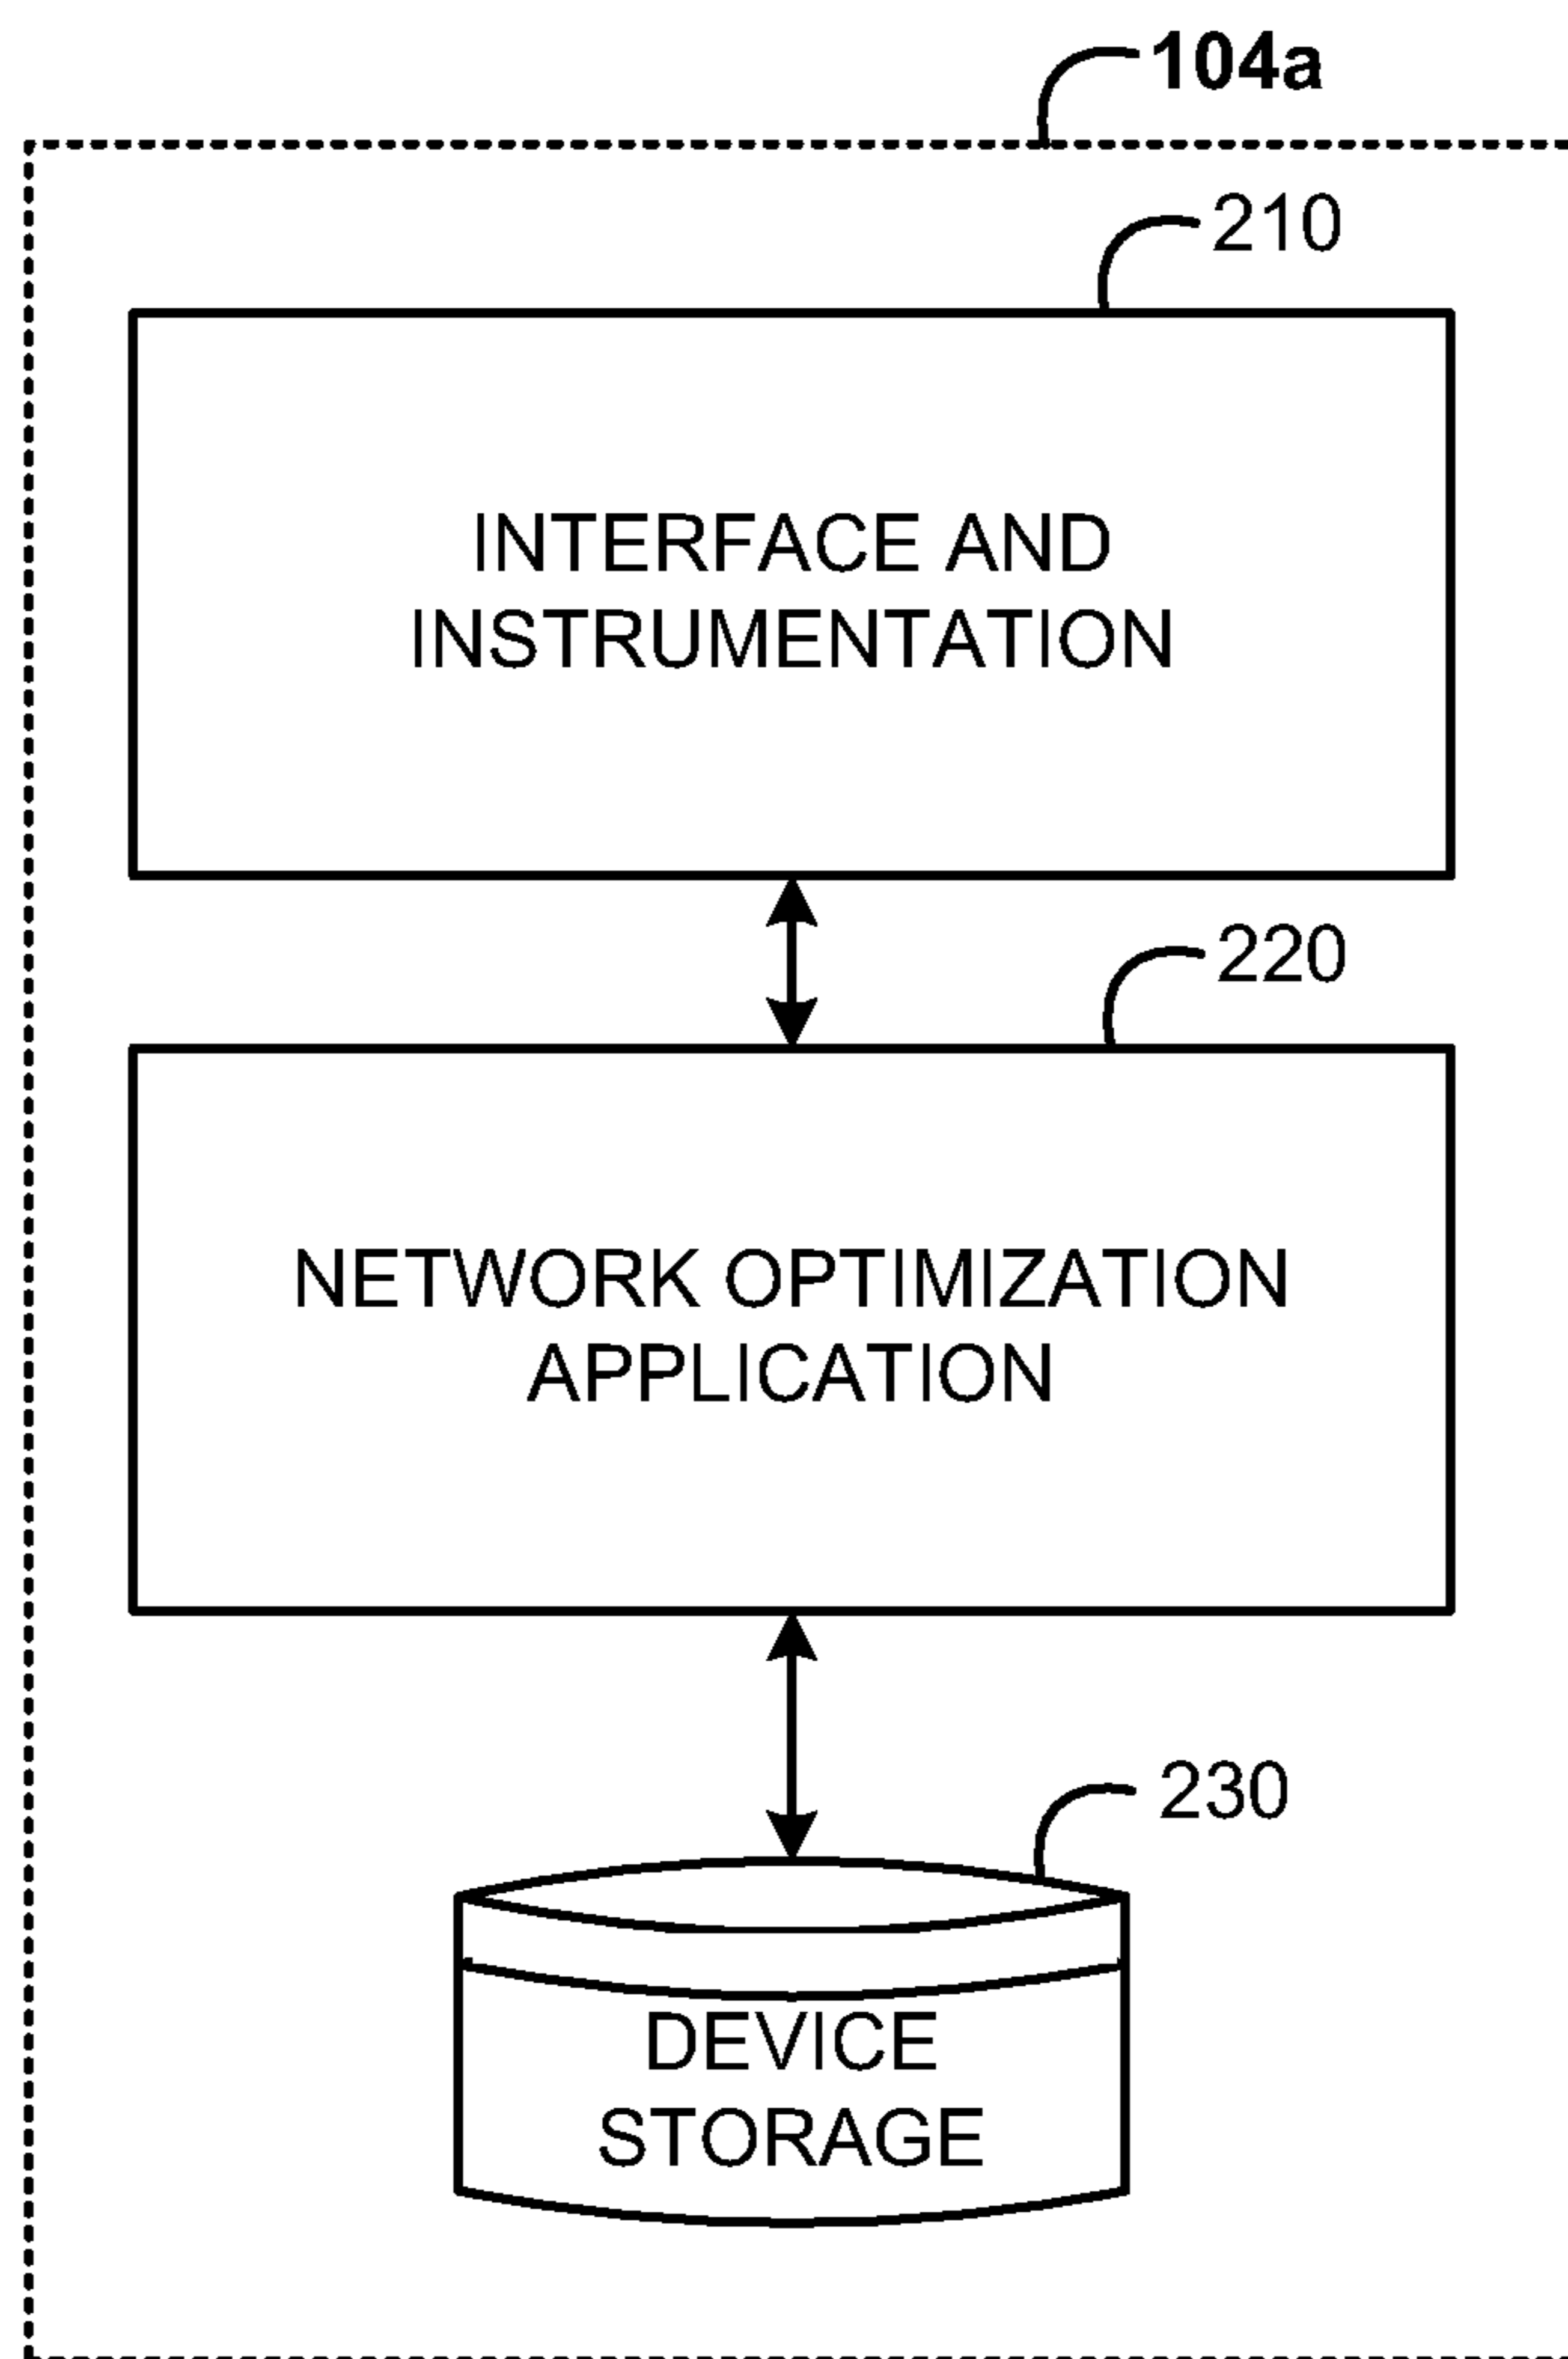 104a
210
INTERFACE AND
INSTRUMENTATION
220
NETWORK OPTIMIZATION
APPLICATION
230
DEVICE
STORAGE